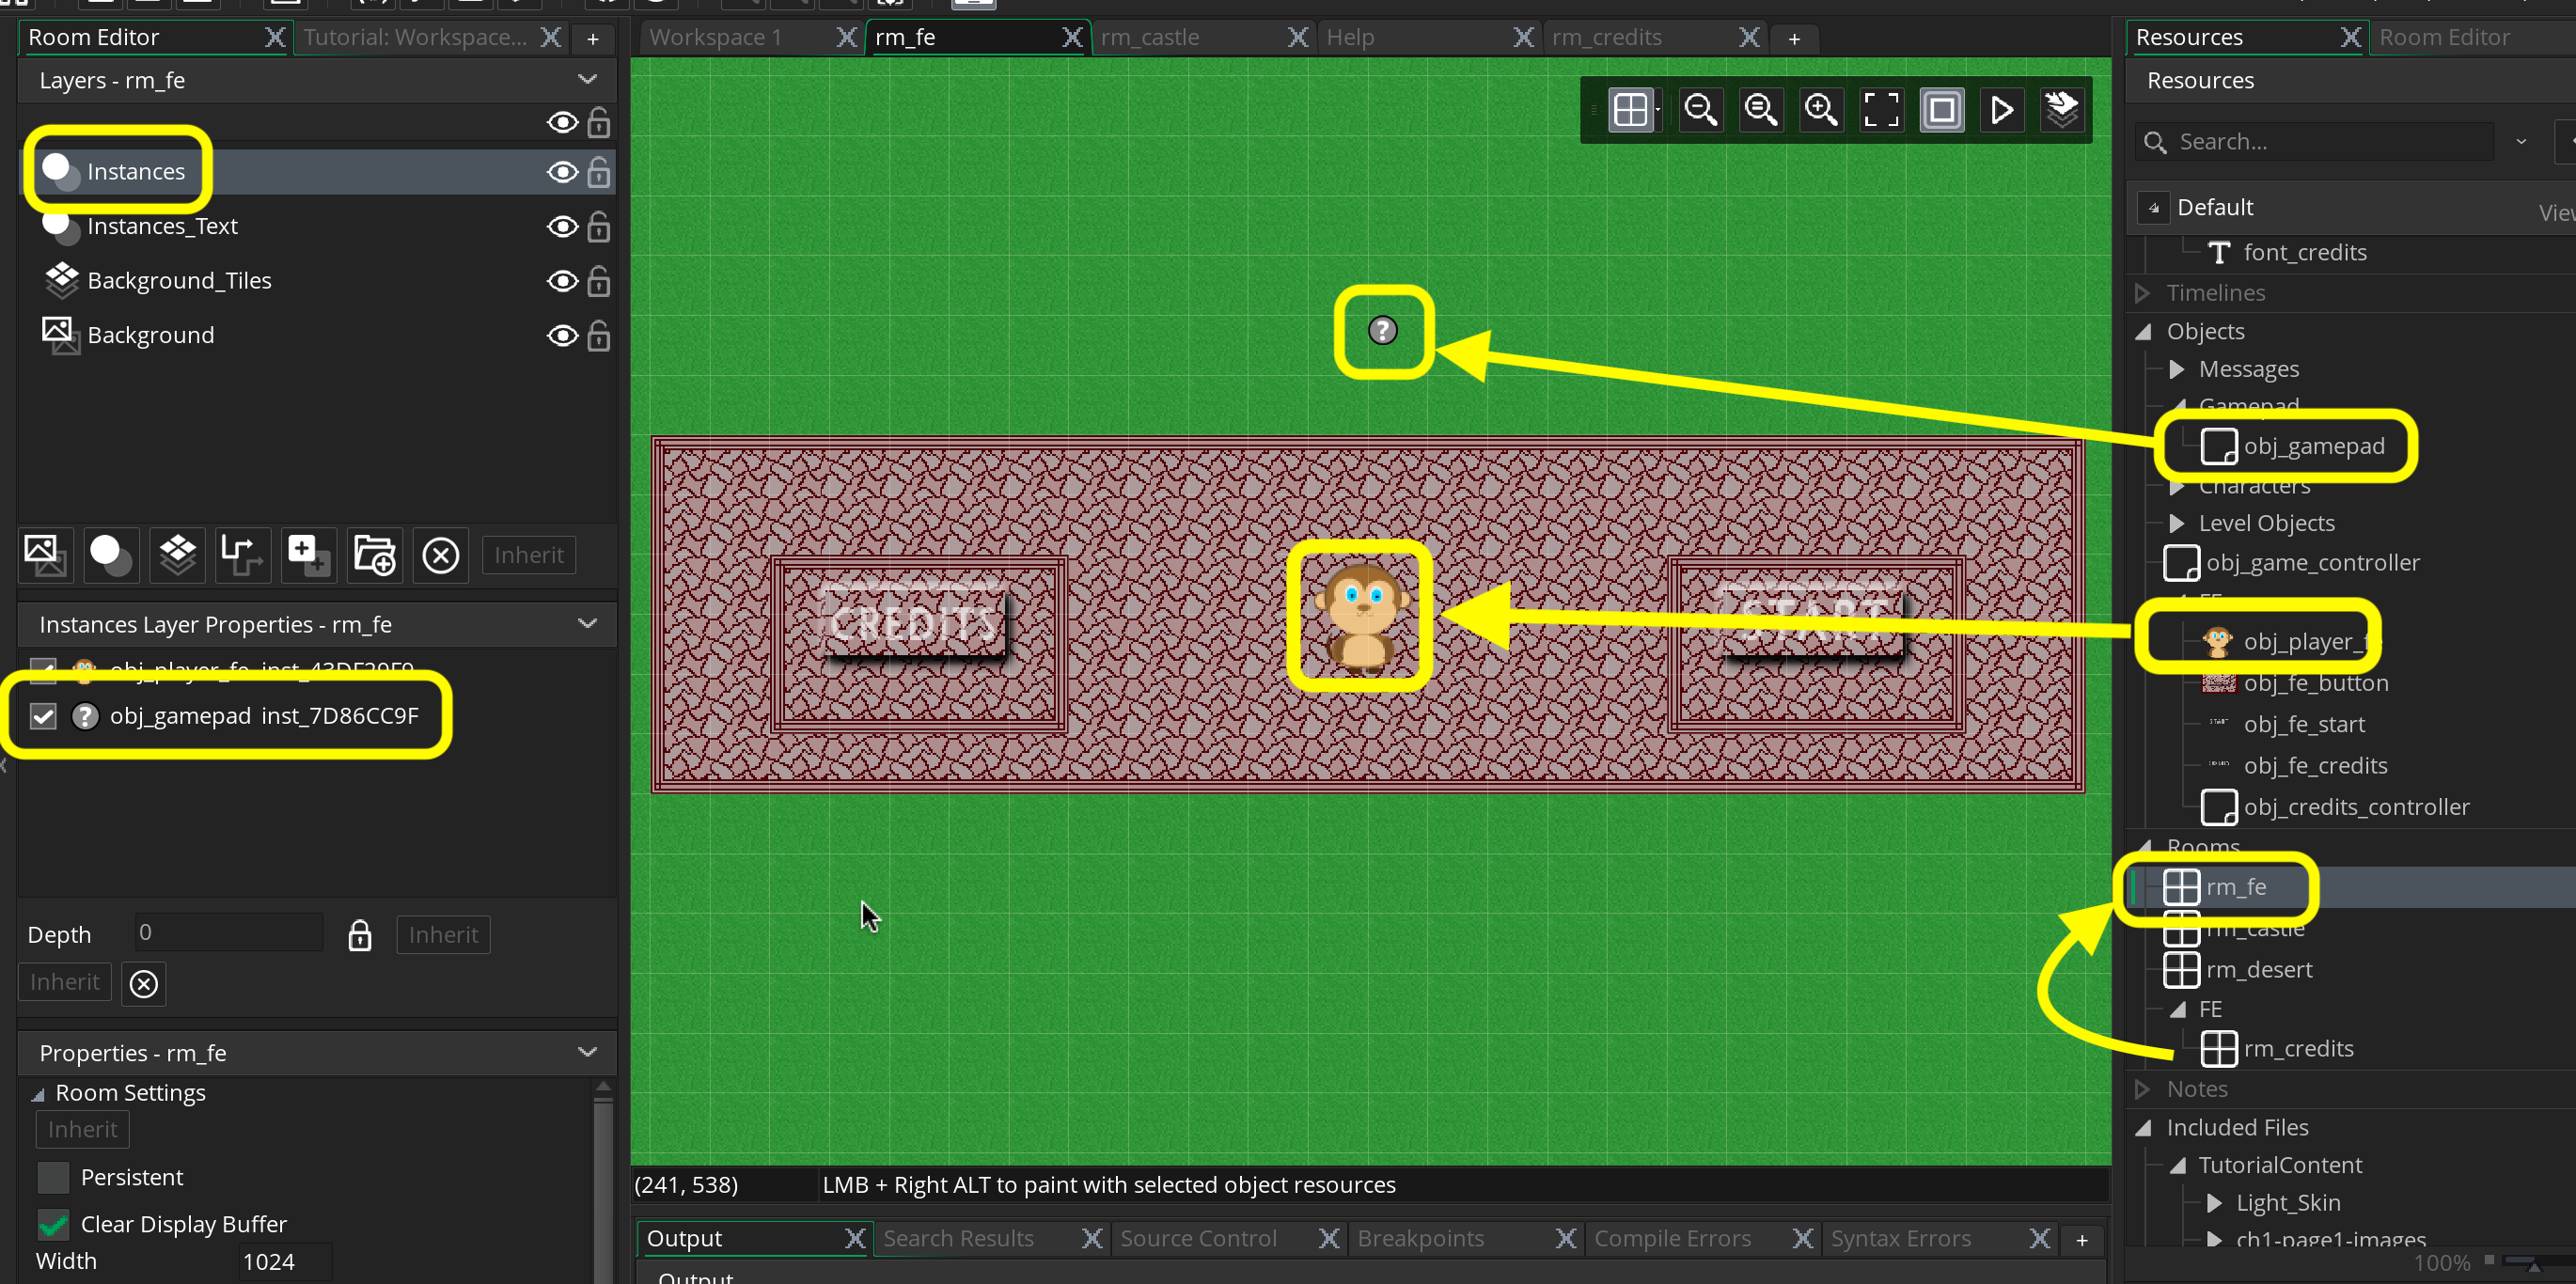 Room Editor
Tutorial: Workspace...
Layers - rm_fe
Instances
Instances_Text
Background_Tiles
Background
Inherit
Instances Layer Properties - rm_fe
obj_player_fe inst_43DF29F9
obj_gamepad inst_7D86CC9F
Depth
0
Inherit
Inherit
Properties - rm_fe
Room Settings
Inherit
Persistent
Clear Display Buffer
Width 1024
Workspace 1
rm_fe
rm_castle
Help
rm_credits
+
?
CREDITS
START
(241, 538)
LMB + Right ALT to paint with selected object resources
Output
Search Results
Source Control
Breakpoints
Compile Errors
Syntax Errors
+
Output
Resources
Room Editor
Resources
Search...
Default
View
font_credits
Timelines
Objects
Messages
Gamepad
obj_gamepad
Characters
Level Objects
obj_game_controller
FE
obj_player_f
obj_fe_button
obj_fe_start
obj_fe_credits
obj_credits_controller
Rooms
rm_fe
rm_castle
rm_desert
FE
rm_credits
Notes
Included Files
TutorialContent
Light_Skin
ch1-page1-images
100%